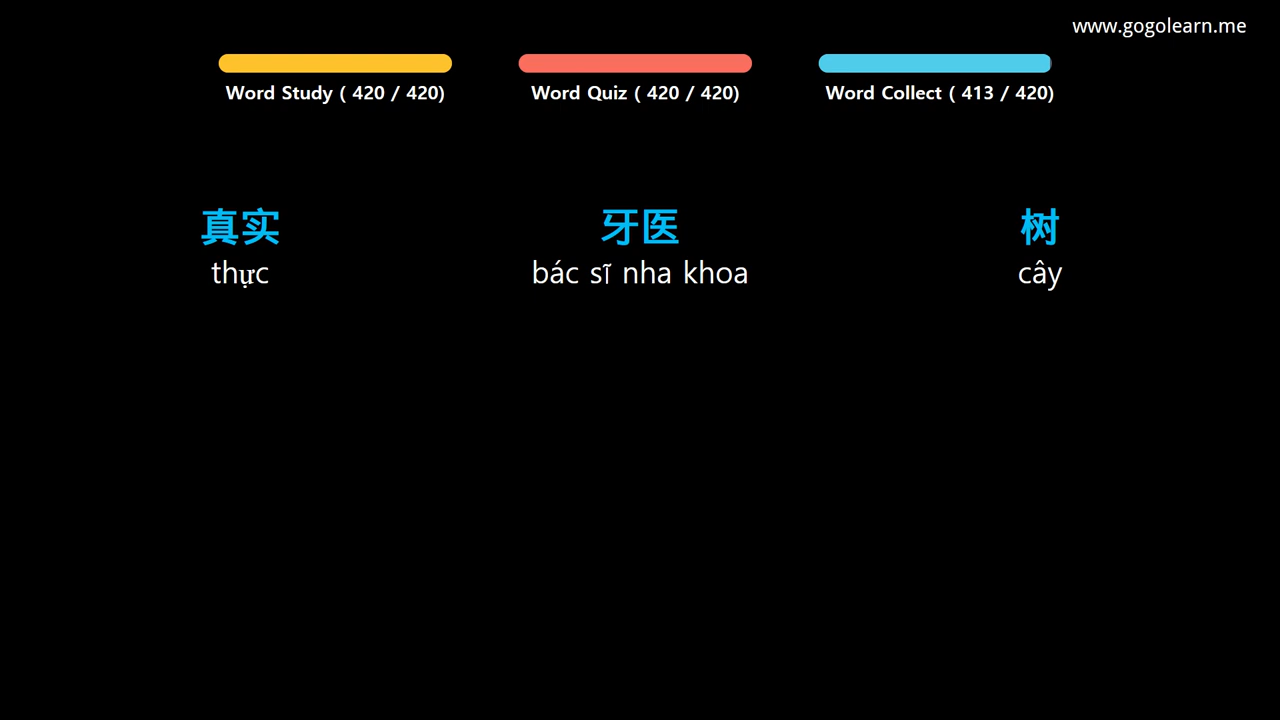 www.gogolearn.me
Word Study ( 420 / 420)
Word Quiz ( 420 / 420)
Word Collect ( 413 / 420)
真实
thực
牙医
bác sĩ nha khoa
树
cây